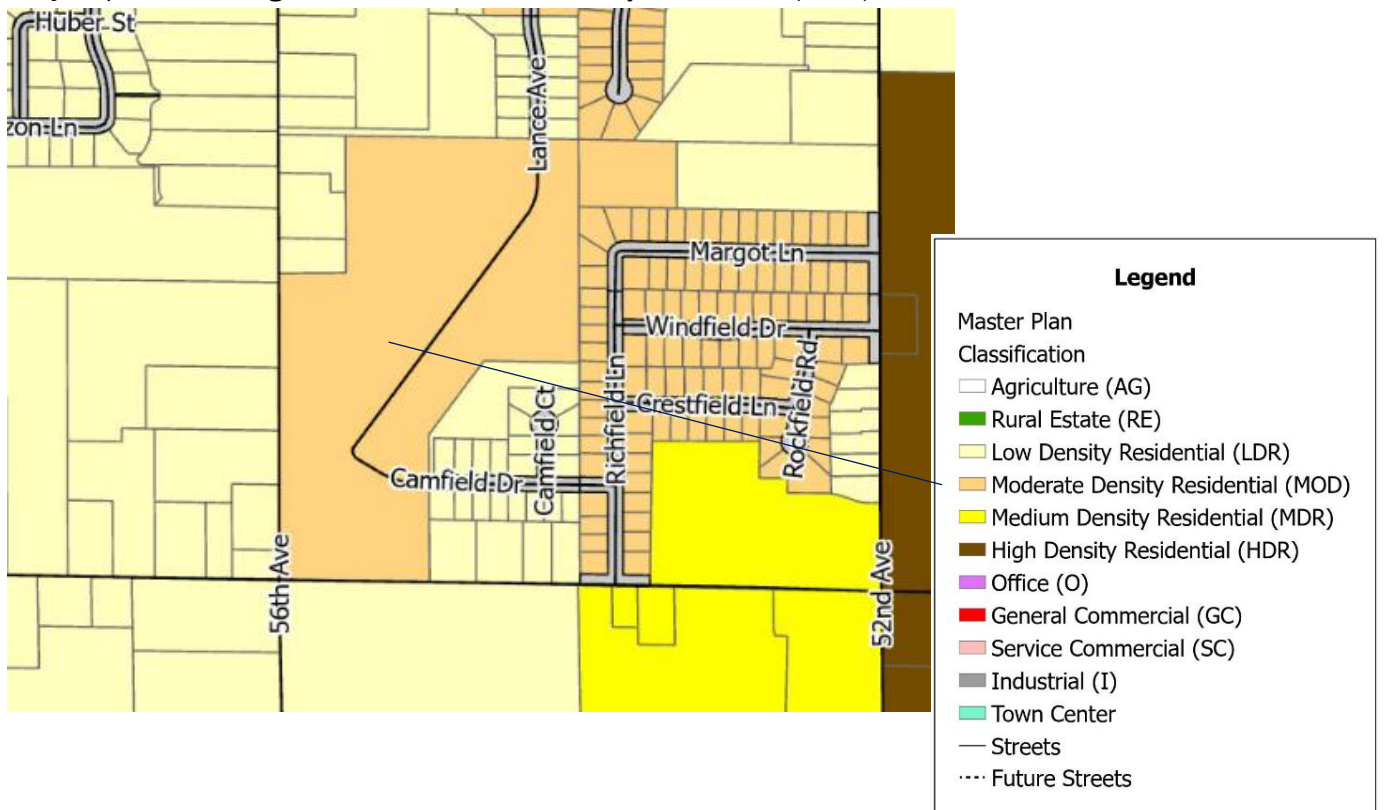 Huber St
zon Ln
Lance Ave
Margot Ln
Windfield Dr
Rockfield Rd
Crestfield Ln
Richfield Ln
Camfield Ct
Camfield Dr
56th Ave
52nd Ave
Legend
Master Plan
Classification
Agriculture (AG)
Rural Estate (RE)
Low Density Residential (LDR)
Moderate Density Residential (MOD)
Medium Density Residential (MDR)
High Density Residential (HDR)
Office (O)
General Commercial (GC)
Service Commercial (SC)
Industrial (I)
Town Center
Streets
Future Streets